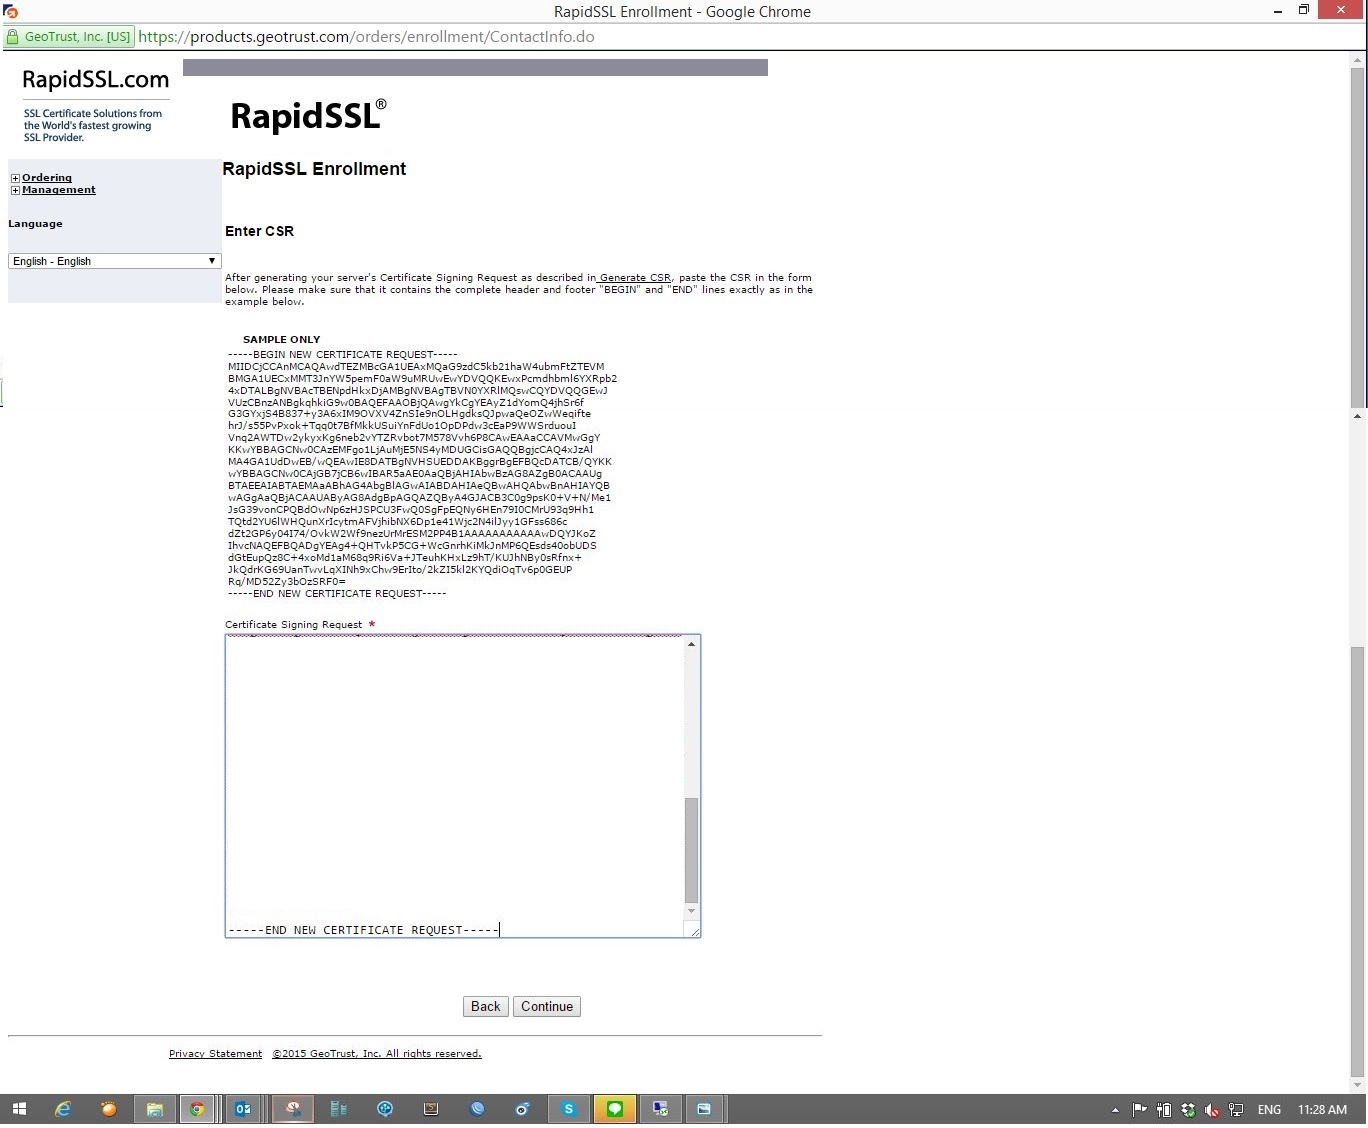 RapidSSL Enrollment - Google Chrome
GeoTrust, Inc. [US] https://products.geotrust.com/orders/enrollment/ContactInfo.do
RapidSSL.com
SSL Certificate Solutions from
the World's fastest growing
SSL Provider.
RapidSSL®
RapidSSL Enrollment
Ordering
Management
Language
English - English
Enter CSR
After generating your server's Certificate Signing Request as described in Generate CSR, paste the CSR in the form
below. Please make sure that it contains the complete header and footer "BEGIN" and "END" lines exactly as in the
example below.
SAMPLE ONLY
-----BEGIN NEW CERTIFICATE REQUEST-----
MIIDCjCCAnMCAQAwdTEZMBcGA1UEAxMQaG9zdC5kb21haW4ubmFtZTEVM
BMGA1UECxMMT3JnYW5pemF0aW9uMRUwEwYDVQQKEwxPcmdhbml6YXRpb2
4xDTALBgNVBAcTBENpdHkxDjAMBgNVBAgTBVN0YXRlMQswCQYDVQQGEwJ
VUzCBnzANBgkqhkiG9w0BAQEFAAOBjQAwgYkCgYEAyZ1dYomQ4jhSr6f
G3GYxjS4B837+y3A6xIM9OVXV4ZnSIe9nOLHgdksQJpwaQeOZwWeqifte
hrJ/s55PvPxok+Tqq0t7BfMkkUSuiYnFdUo1OpDPdw3cEaP9WWSrduouI
Vnq2AWTDw2ykyxKg6neb2vYTZRvbot7M578Vvh6P8CAwEAAaCCAVMwGgY
KKwYBBAGCNw0CAzEMFgo1LjAuMjE5NS4yMDUGCisGAQQBgjcCAQ4xJzAl
MA4GA1UdDwEB/wQEAwIE8DATBgNVHSUEDDAKBggrBgEFBQcDATCB/QYKK
wYBBAGCNw0CAjGB7jCB6wIBAR5aAE0AaQBjAHIAbwBzAG8AZgB0ACAAUg
BTAEEAIABTAEMAaABhAG4AbgBlAGwAIABDAHIAeQBwAHQAbwBnAHIAYQB
wAGgAaQBjACAAUAByAG8AdgBpAGQAZQByA4GJACB3C0g9psK0+V+N/Me1
JsG39vonCPQBdOwNp6zHJSPCU3FwQ0SgFpEQNy6HEn79I0CMrU93q9Hh1
TQtd2YU6lWHQunXrIcytmAFVjhibNX6Dp1e41Wjc2N4ilJyy1GFss686c
dZt2GP6y04I74/OvkW2Wf9nezUrMrESM2PP4B1AAAAAAAAAAAwDQYJKoZ
IhvcNAQEFBQADgYEAg4+QHTvkP5CG+WcGnrhKiMkJnMP6QEsds40obUDS
dGtEupQz8C+4xoMd1aM68q9Ri6Va+JTeuhKHxLz9hT/KUJhNBy0sRfnx+
JkQdrKG69UanTwvLqXINh9xChw9ErIto/2kZI5kl2KYQdiOqTv6p0GEUP
Rq/MD52Zy3bOzSRF0=
-----END NEW CERTIFICATE REQUEST-----
Certificate Signing Request *
-----END NEW CERTIFICATE REQUEST-----
Back Continue
Privacy Statement ©2015 GeoTrust, Inc. All rights reserved.
ENG 11:28 AM